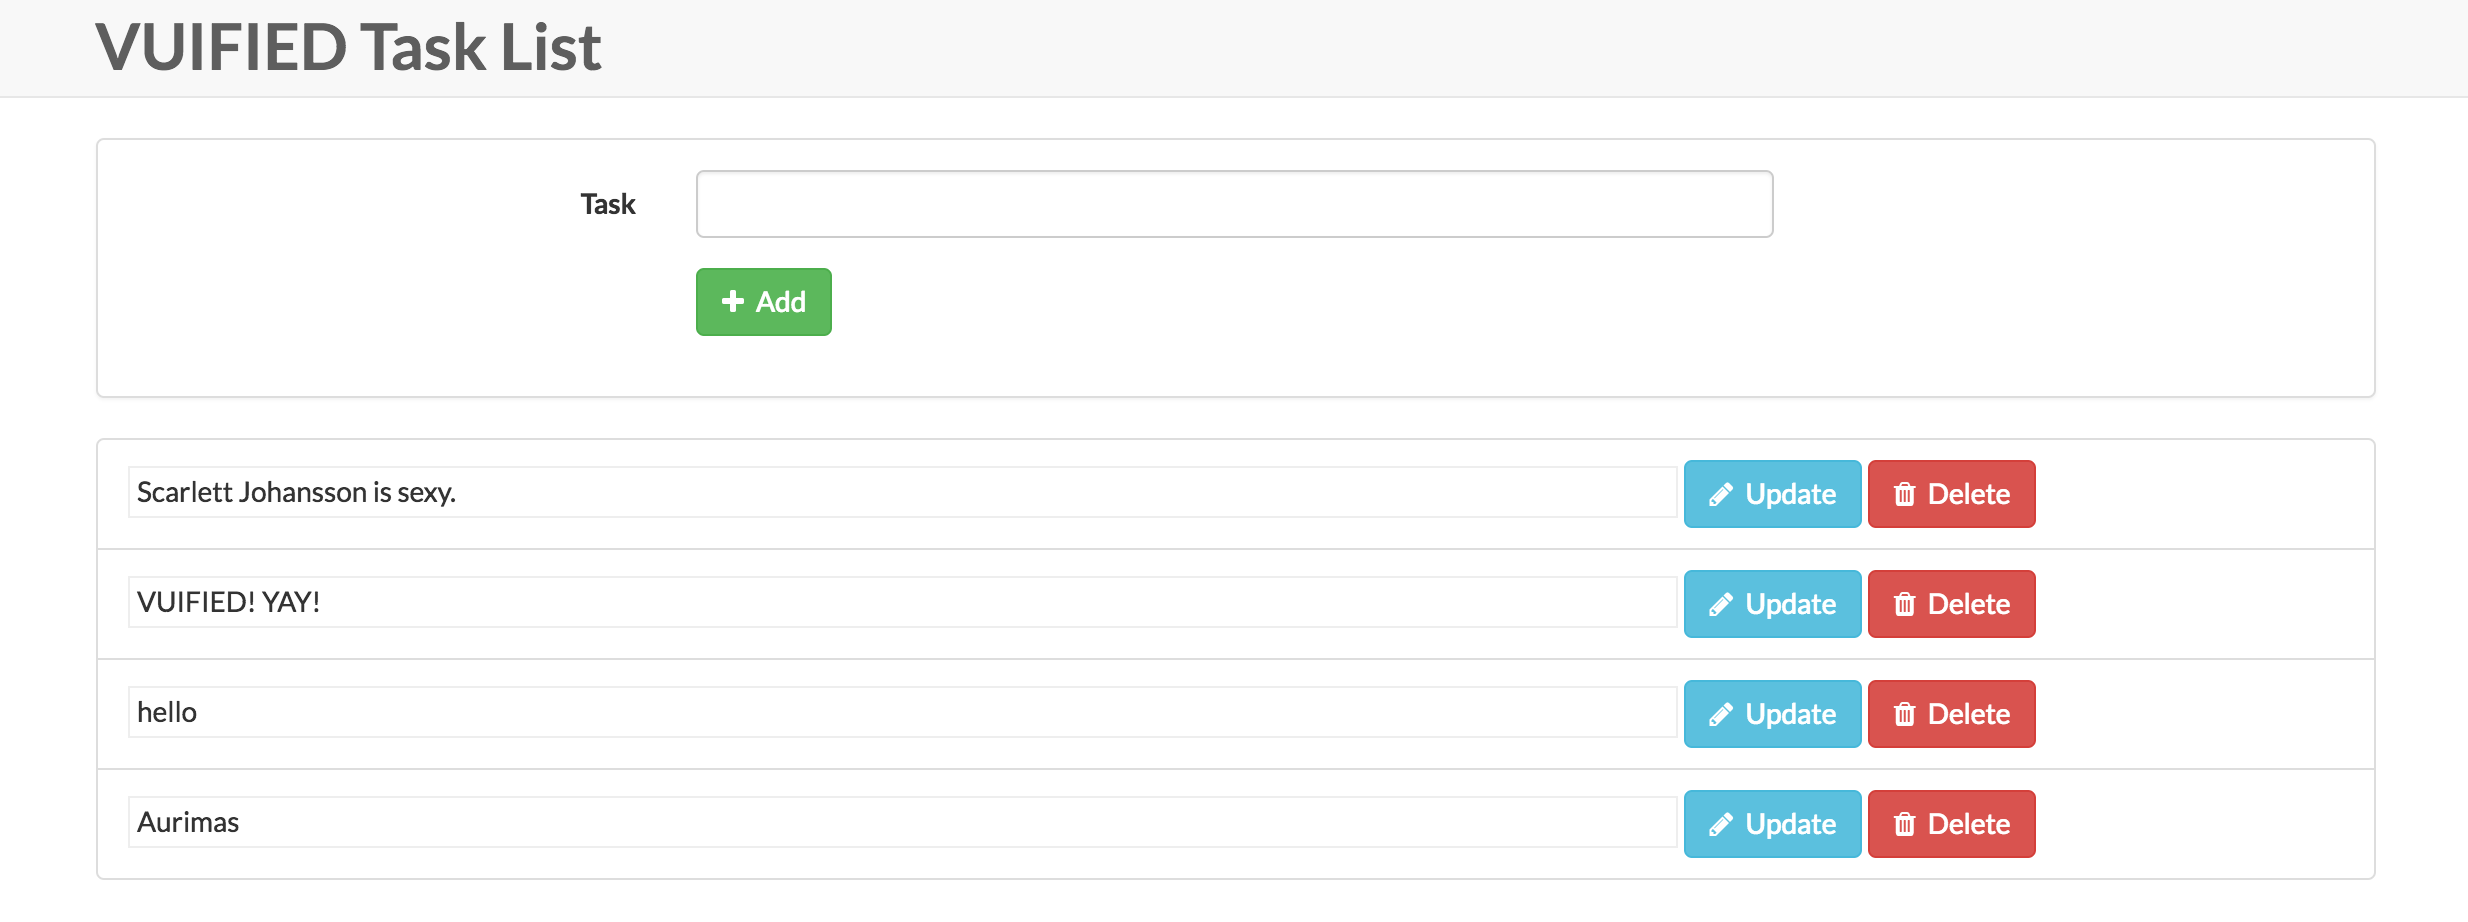 VUIFIED Task List
Task
Add
Scarlett Johansson is sexy. Update Delete
VUIFIED! YAY! Update Delete
hello Update Delete
Aurimas Update Delete